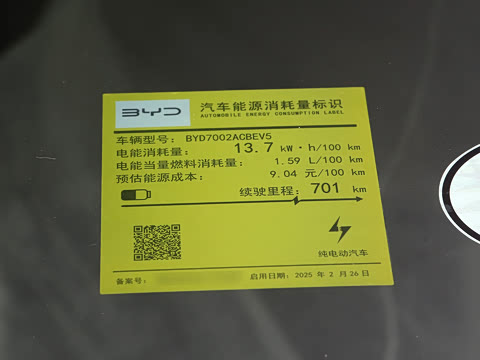 BYD 汽车能源消耗量标识
AUTOMOBILE ENERGY CONSUMPTION LABEL
车辆型号： BYD7002ACBEV5
电能消耗量： 13.7 kW·h/100 km
电能当量燃料消耗量： 1.59 L/100 km
预估能源成本： 9.04 元/100 km
续驶里程： 701 km
纯电动汽车
备案号：
启用日期：2025 年 2 月 26 日